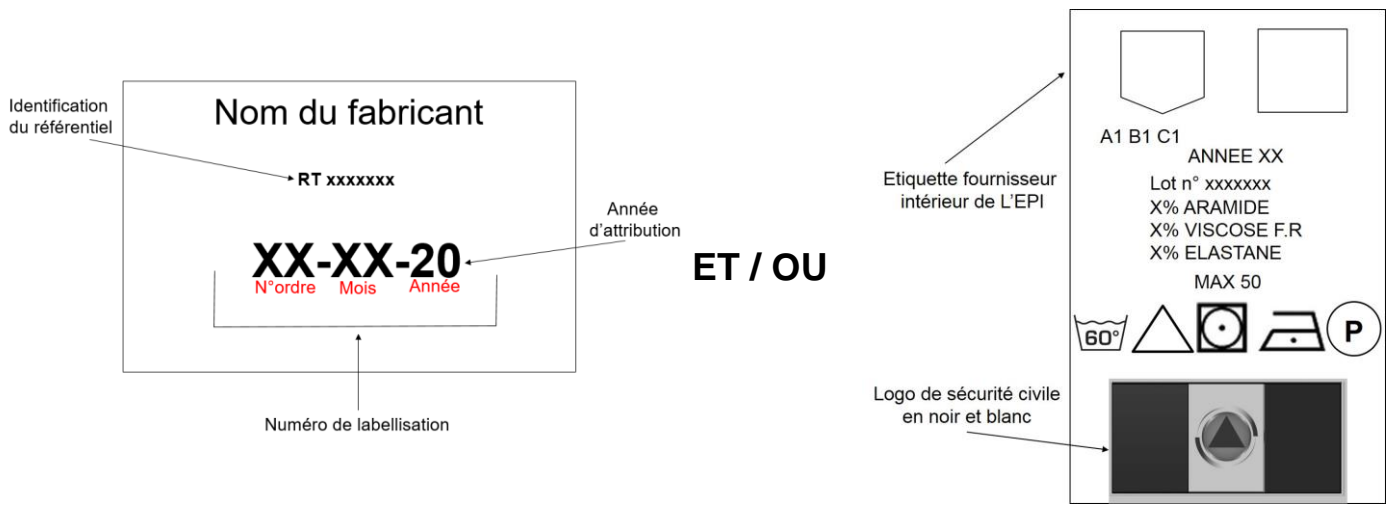 Identification
du référentiel
Nom du fabricant
RT xxxxxxx
Année
d'attribution
XX-XX-20
N°ordre Mois Année
Numéro de labellisation
ET / OU
Etiquette fournisseur
intérieur de L'EPI
Logo de sécurité civile
en noir et blanc
A1 B1 C1
ANNEE XX
Lot n° xxxxxxx
X% ARAMIDE
X% VISCOSE F.R
X% ELASTANE
MAX 50
60°
P